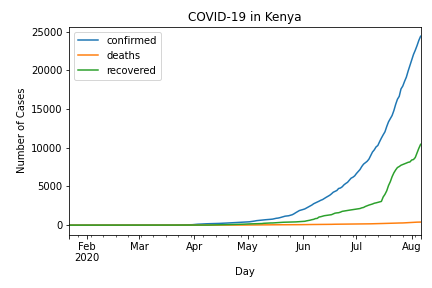 COVID-19 in Kenya
25000
20000
15000
10000
5000
0
Number of Cases
confirmed
deaths
recovered
Feb
2020
Mar
Apr
May
Jun
Jul
Aug
Day